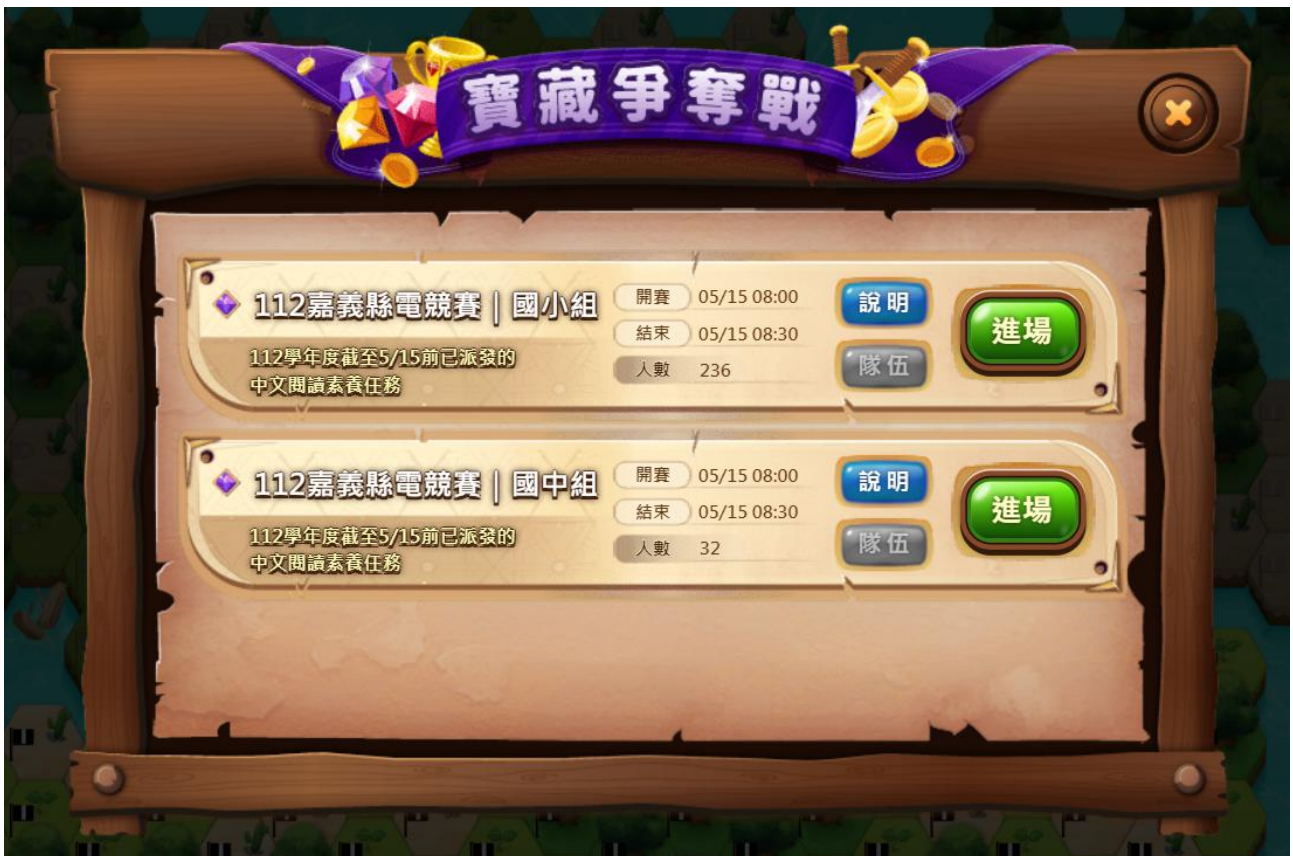 寶藏爭奪戰
112嘉義縣電競賽｜國小組
112學年度截至5/15前已派發的
中文閱讀素養任務
開賽 05/15 08:00
結束 05/15 08:30
人數 236
說明
隊伍
進場
112嘉義縣電競賽｜國中組
112學年度截至5/15前已派發的
中文閱讀素養任務
開賽 05/15 08:00
結束 05/15 08:30
人數 32
說明
隊伍
進場